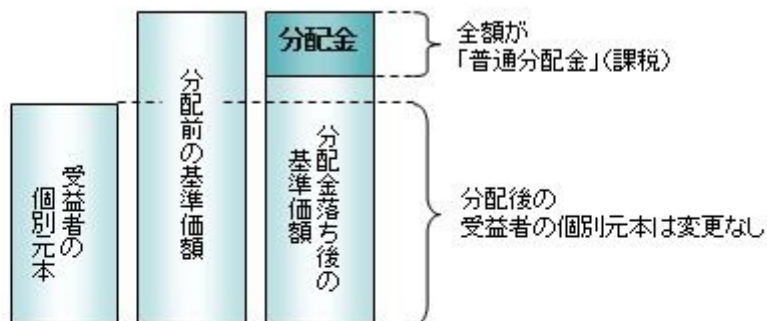 受益者の
個別元本
分配前の基準価額
分配金
分配金落ち後の
基準価額
全額が
「普通分配金」(課税)
分配後の
受益者の個別元本は変更なし